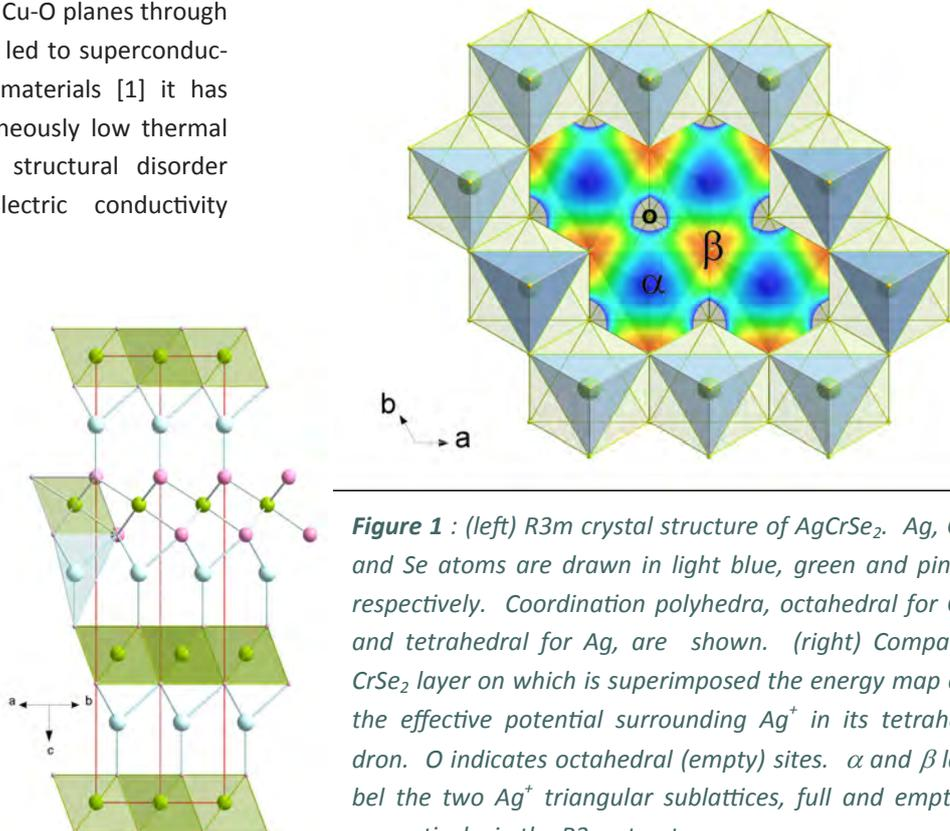 Cu-O planes through
led to superconduc-
materials [1] it has
neously low thermal
structural disorder
lectric conductivity
O
β
α
b
a
a
b
c
Figure 1 : (left) R3m crystal structure of AgCrSe₂. Ag,
and Se atoms are drawn in light blue, green and pin
respectively. Coordination polyhedra, octahedral for
and tetrahedral for Ag, are shown. (right) Compa
CrSe₂ layer on which is superimposed the energy map
the effective potential surrounding Ag⁺ in its tetrahe
dron. O indicates octahedral (empty) sites. α and β l
bel the two Ag⁺ triangular sublattices, full and empt